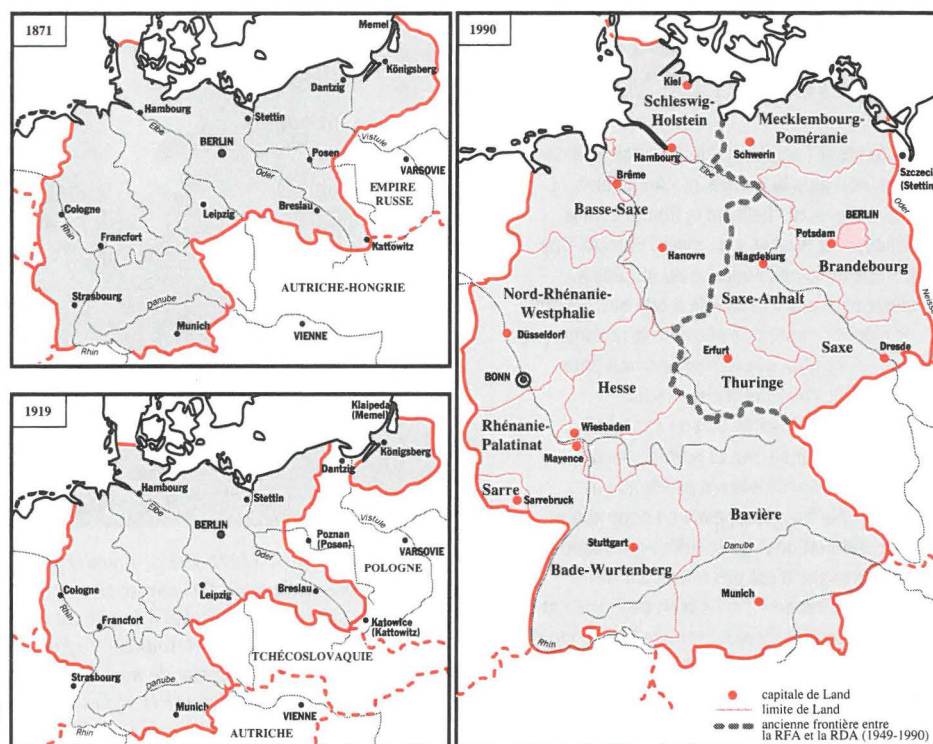 1871
Memel
Königsberg
Dantzig
Hambourg
Stettin
Elbe
BERLIN
Vistule
Posen
VARSOVIE
Oder
EMPIRE
RUSSE
Cologne
Leipzig
Breslau
Rhin
Francfort
Kattowitz
AUTRICHE-HONGRIE
Strasbourg
Danube
Munich
VIENNE
Rhin
1919
Klaipeda
(Memel)
Königsberg
Dantzig
Hambourg
Stettin
Elbe
BERLIN
Vistule
Poznan
(Posen)
VARSOVIE
Oder
POLOGNE
Cologne
Leipzig
Breslau
Rhin
Francfort
Katowice
(Kattowitz)
TCHÉCOSLOVAQUIE
Strasbourg
Danube
Munich
VIENNE
Rhin
AUTRICHE
1990
Kiel
Schleswig-
Holstein
Mecklembourg-
Poméranie
Hambourg
Schwerin
Elbe
Szczecin
(Stettin)
Brême
Oder
Basse-Saxe
BERLIN
Potsdam
Hanovre
Magdeburg
Brandebourg
Nord-Rhénanie-
Westphalie
Saxe-Anhalt
Neisse
Düsseldorf
Saxe
Erfurt
Dresde
BONN
Hesse
Thuringe
Rhénanie-
Palatinat
Wiesbaden
Mayence
Sarre
Sarrebruck
Bavière
Stuttgart
Danube
Bade-Wurtenberg
Munich
Rhin
capitale de Land
limite de Land
ancienne frontière entre
la RFA et la RDA (1949-1990)